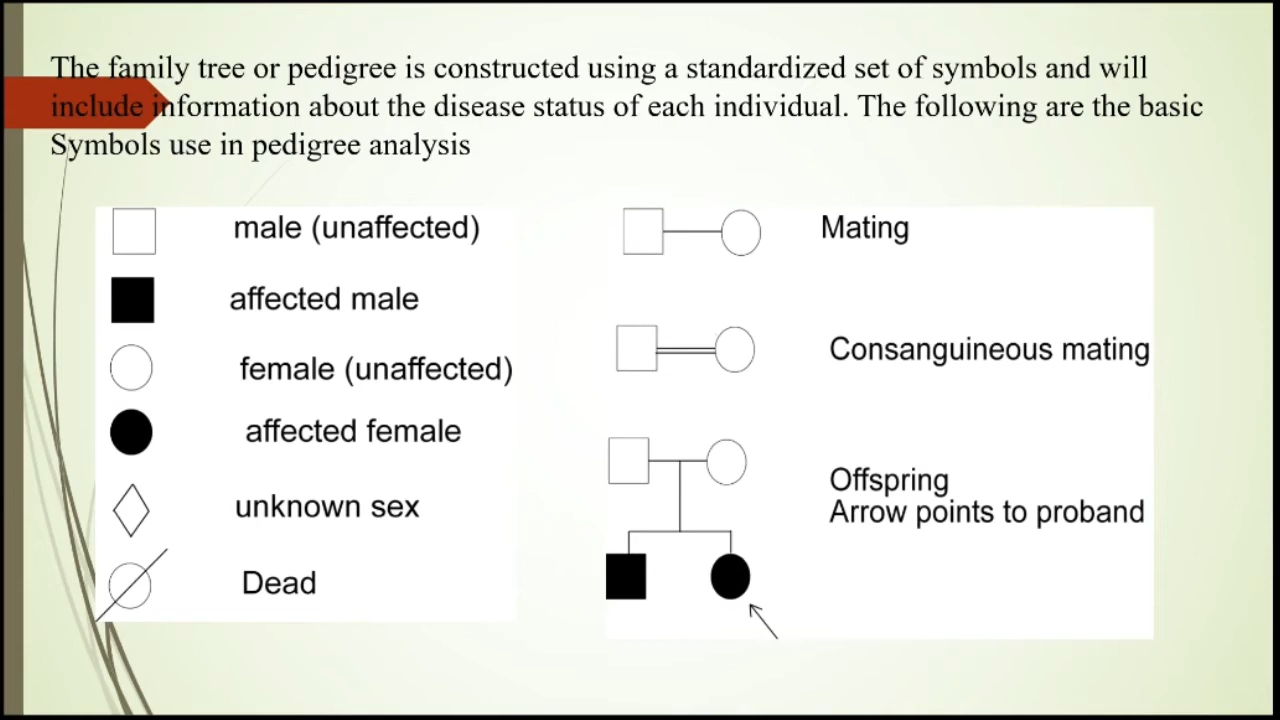 The family tree or pedigree is constructed using a standardized set of symbols and will
include information about the disease status of each individual. The following are the basic
Symbols use in pedigree analysis
male (unaffected)
affected male
female (unaffected)
affected female
unknown sex
Dead
Mating
Consanguineous mating
Offspring
Arrow points to proband